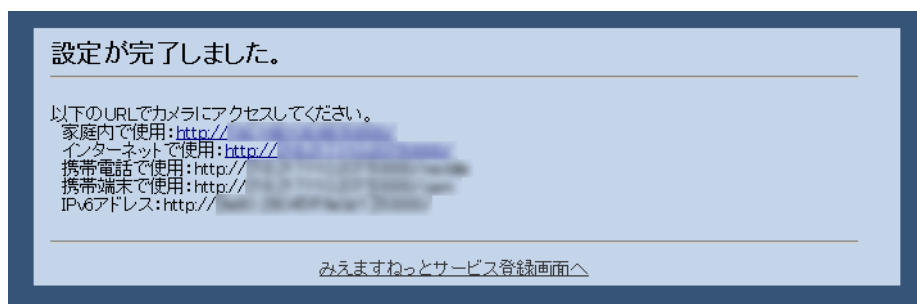 設定が完了しました。
以下のURLでカメラにアクセスしてください。
家庭内で使用:http://
インターネットで使用:http://
携帯電話で使用:http://
携帯端末で使用:http://
IPv6アドレス:http://
みえますねっとサービス登録画面へ